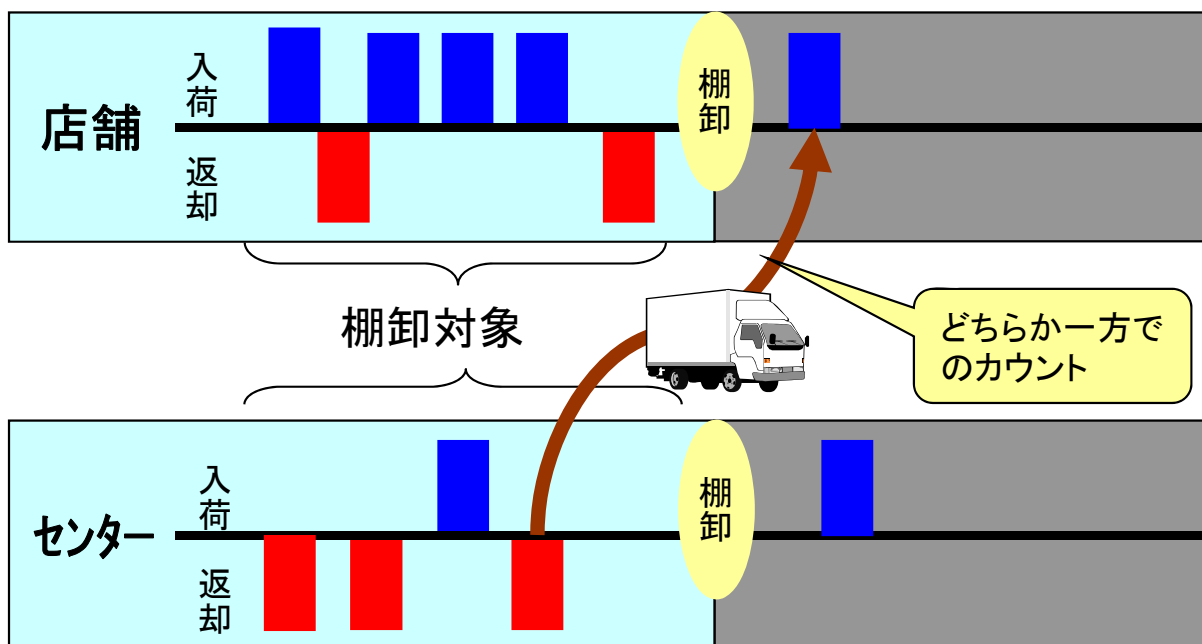 店舗
入荷
返却
棚卸
棚卸対象
どちらか一方で
のカウント
センター
入荷
返却
棚卸